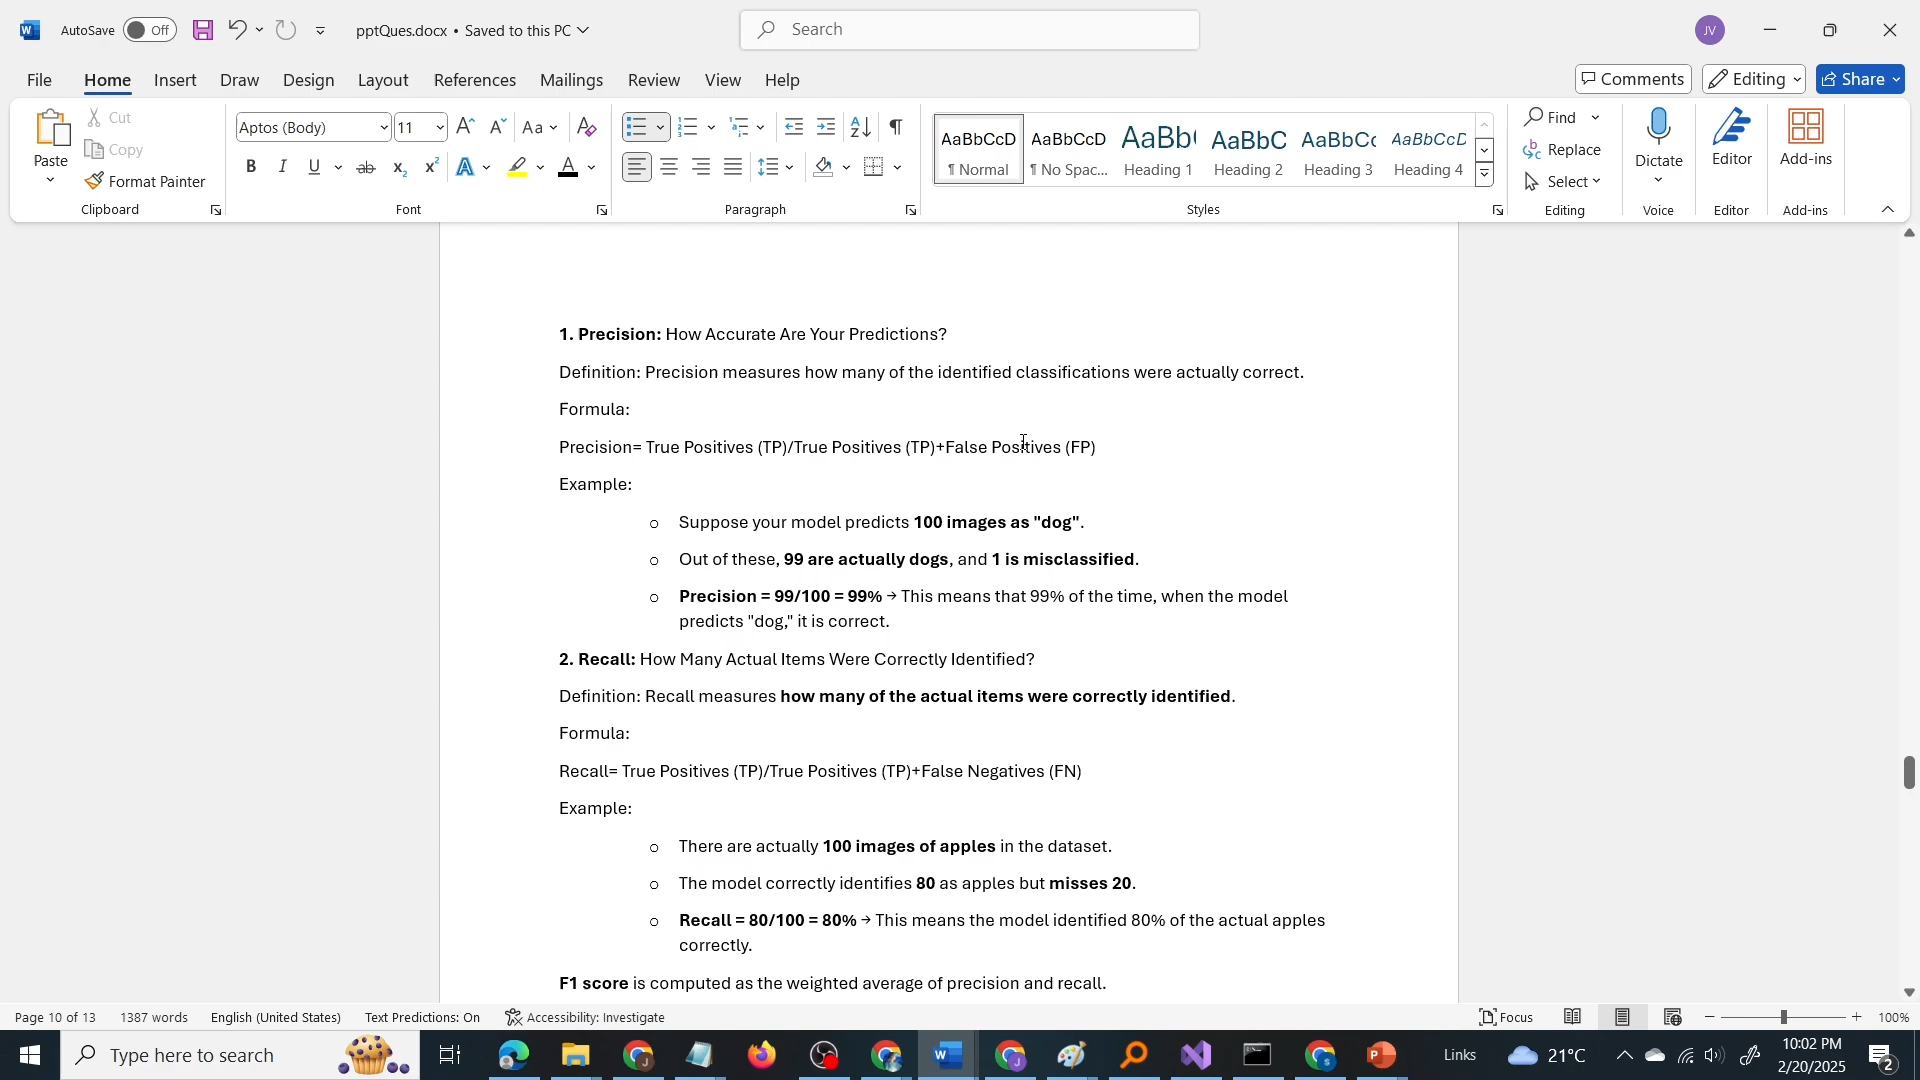 AutoSave Off pptQues.docx • Saved to this PC Search JV
File Home Insert Draw Design Layout References Mailings Review View Help Comments Editing Share
Paste Cut Copy Format Painter
Clipboard
Aptos (Body) 11 Aa
Font
Paragraph
AaBbCcD AaBbCcD AaBb( AaBbC AaBbCc AaBbCcD
¶ Normal ¶ No Spac... Heading 1 Heading 2 Heading 3 Heading 4
Styles
Find Replace Select
Editing
Dictate
Voice
Editor
Editor
Add-ins
Add-ins
1. Precision: How Accurate Are Your Predictions?
Definition: Precision measures how many of the identified classifications were actually correct.
Formula:
Precision= True Positives (TP)/True Positives (TP)+False Positives (FP)
Example:
o Suppose your model predicts 100 images as "dog".
o Out of these, 99 are actually dogs, and 1 is misclassified.
o Precision = 99/100 = 99% → This means that 99% of the time, when the model
predicts "dog," it is correct.
2. Recall: How Many Actual Items Were Correctly Identified?
Definition: Recall measures how many of the actual items were correctly identified.
Formula:
Recall= True Positives (TP)/True Positives (TP)+False Negatives (FN)
Example:
o There are actually 100 images of apples in the dataset.
o The model correctly identifies 80 as apples but misses 20.
o Recall = 80/100 = 80% → This means the model identified 80% of the actual apples
correctly.
F1 score is computed as the weighted average of precision and recall.
Page 10 of 13 1387 words English (United States) Text Predictions: On Accessibility: Investigate Focus 100%
Type here to search Links 21°C 10:02 PM
2/20/2025 2